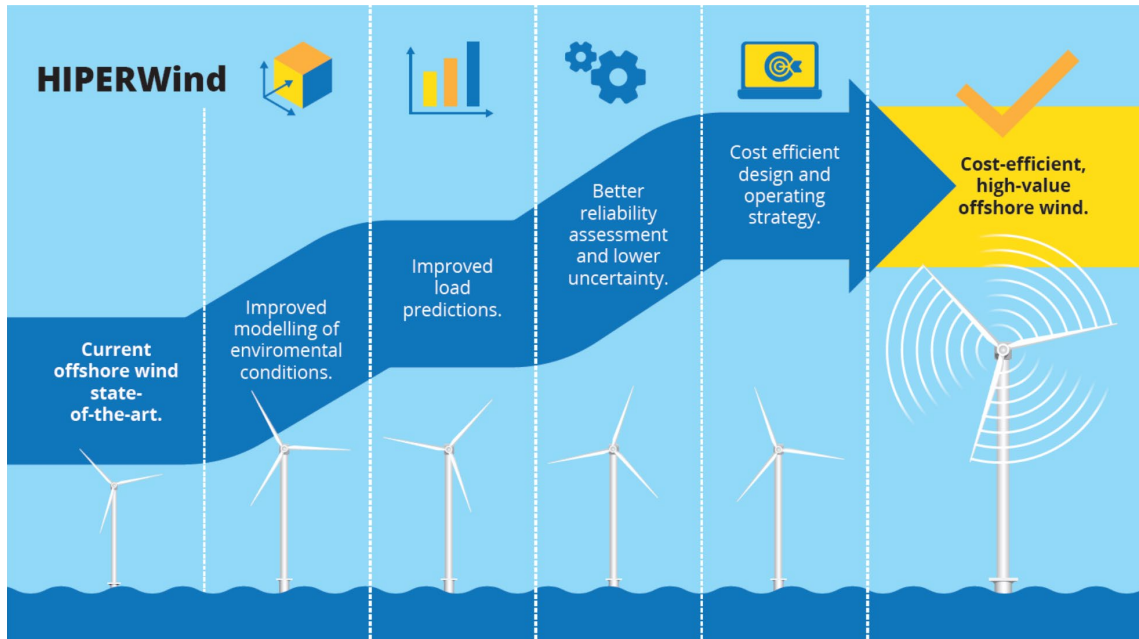 HIPERWind
Current
offshore wind
state-
of-the-art.
Improved
modelling of
enviromental
conditions.
Improved
load
predictions.
Better
reliability
assessment
and lower
uncertainty.
Cost efficient
design and
operating
strategy.
Cost-efficient,
high-value
offshore wind.